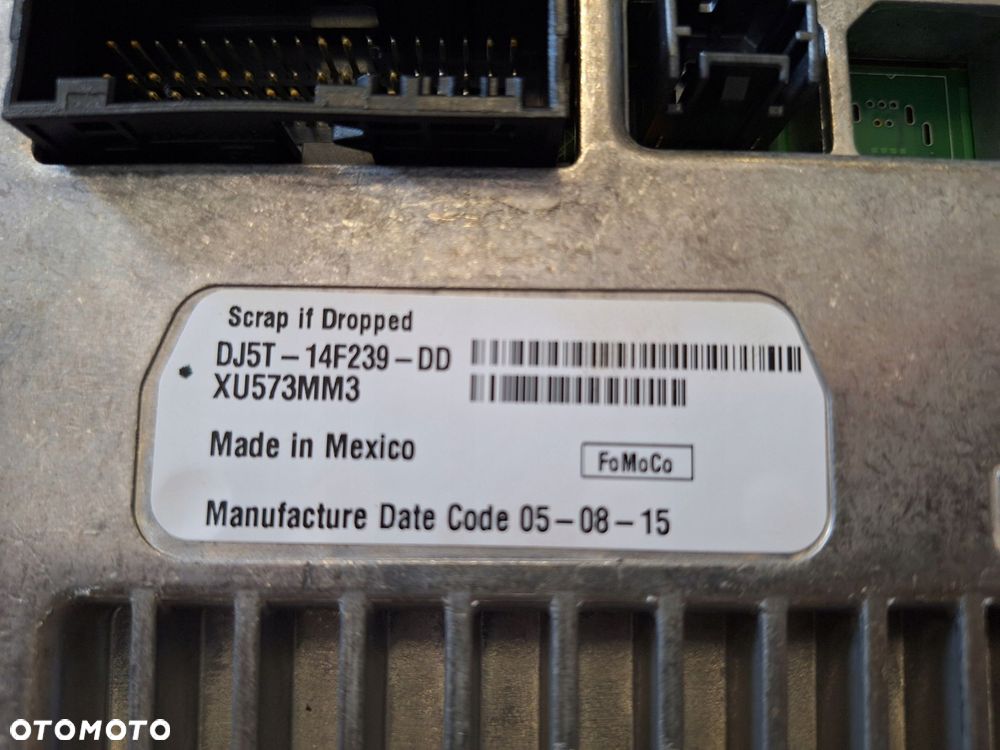 Scrap if Dropped
DJ5T-14F239-DD
XU573MM3
Made in Mexico
FoMoCo
Manufacture Date Code 05-08-15
OTOMOTO